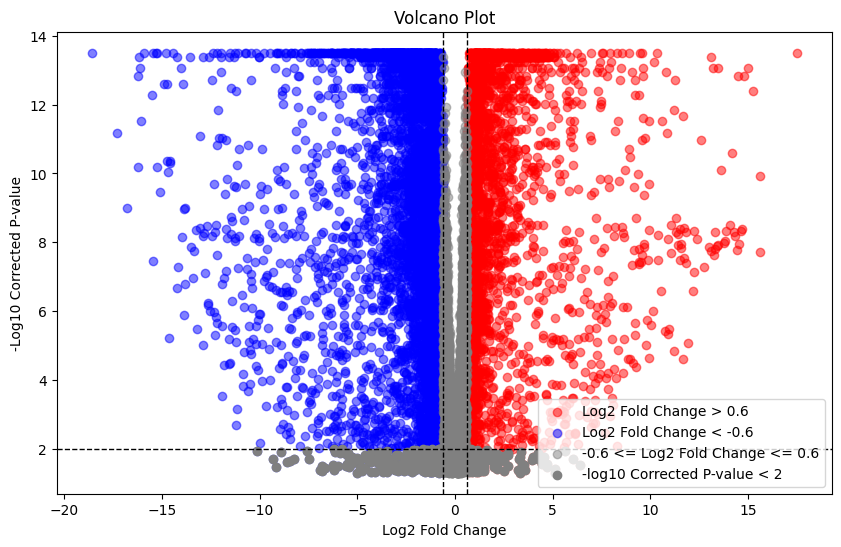 Volcano Plot
14
12
10
8
6
4
2
-Log10 Corrected P-value
Log2 Fold Change > 0.6
Log2 Fold Change < -0.6
-0.6 <= Log2 Fold Change <= 0.6
-log10 Corrected P-value < 2
−20 −15 −10 −5 0 5 10 15
Log2 Fold Change